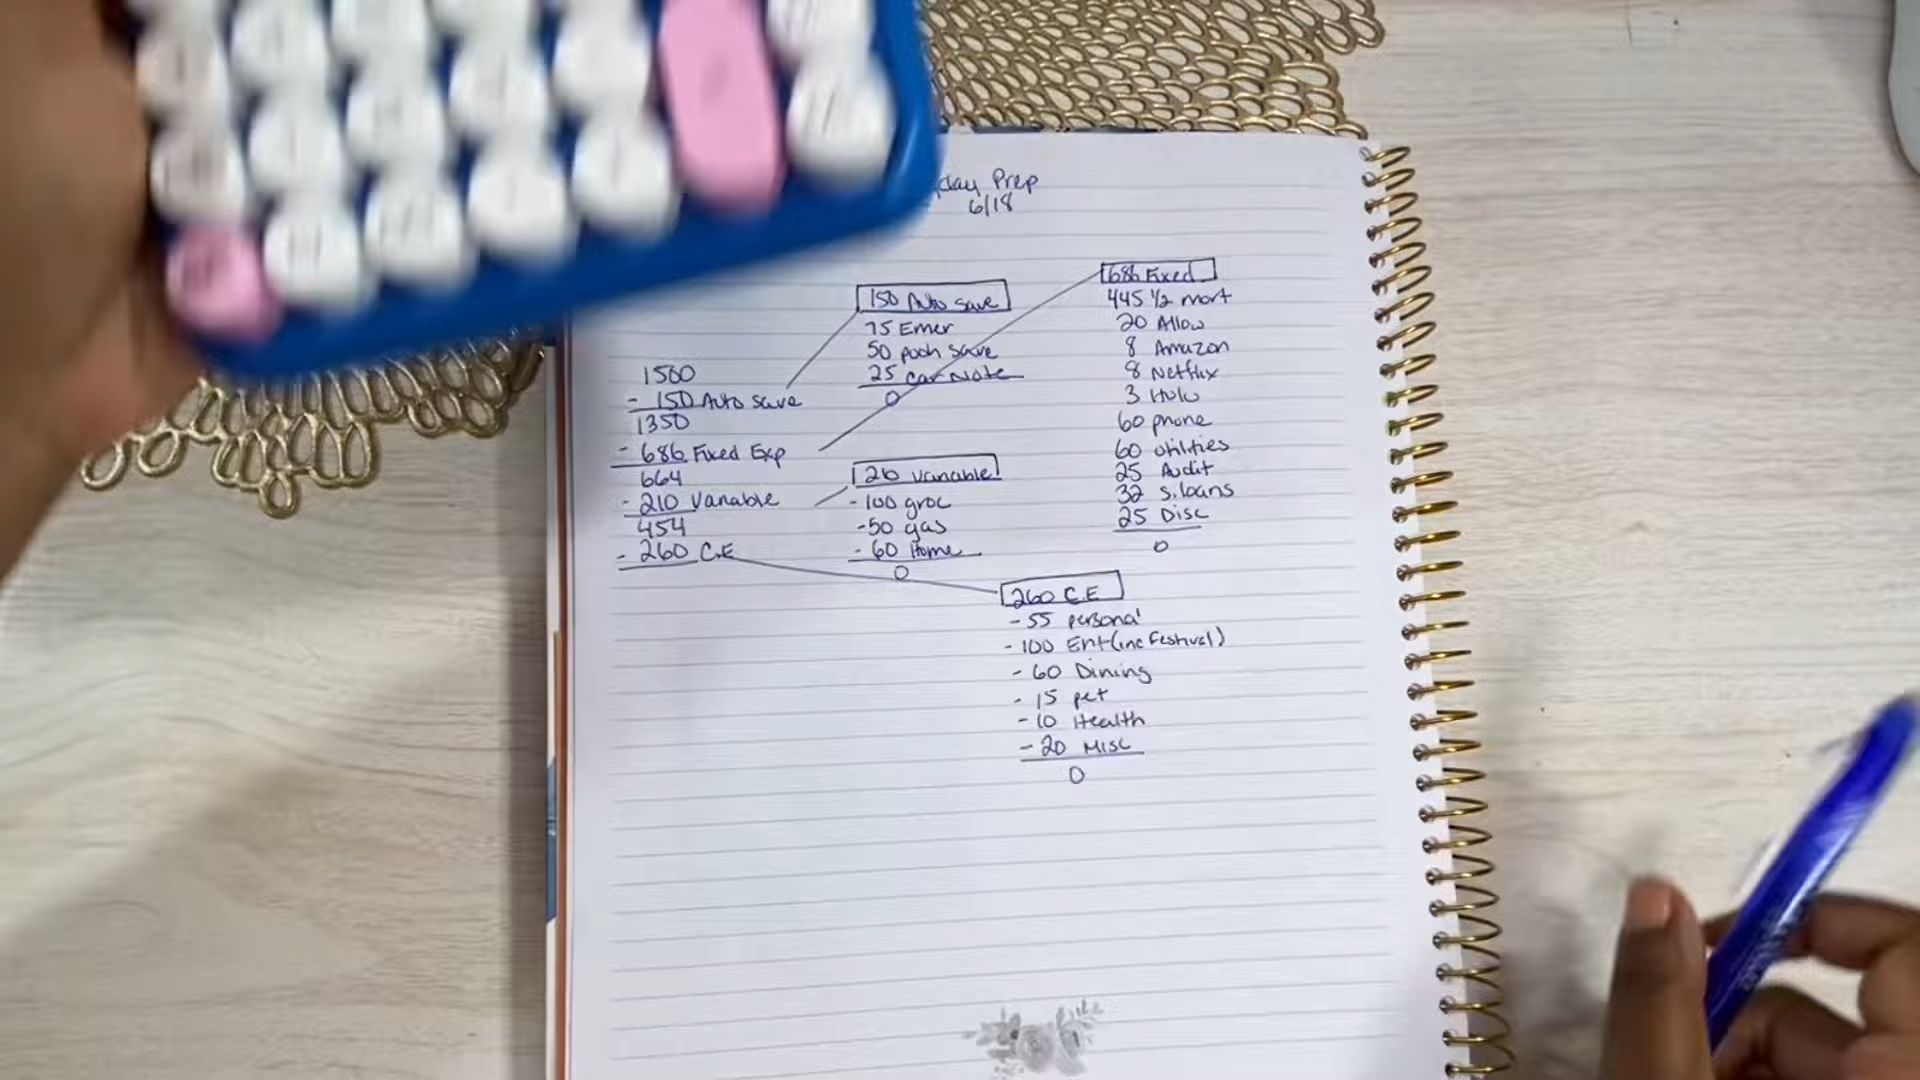 Prep
6/18
1500
- 150 Auto Save
1350
- 686 Fixed Exp
664
- 210 Variable
454
- 260 C.E
150 Auto save
75 Emer
50 pooh save
25 car Note
0
210 variable
- 100 groc
- 50 gas
- 60 Home
0
686 Fixed
445 1/2 mort
20 Allow
8 Amazon
8 Netflix
3 Hulu
60 phone
60 utilities
25 Audit
32 s.loans
25 Disc
0
260 C.E
- 55 personal
- 100 Ent (inc Festival)
- 60 Dining
- 15 pet
- 10 Health
- 20 Misc
0